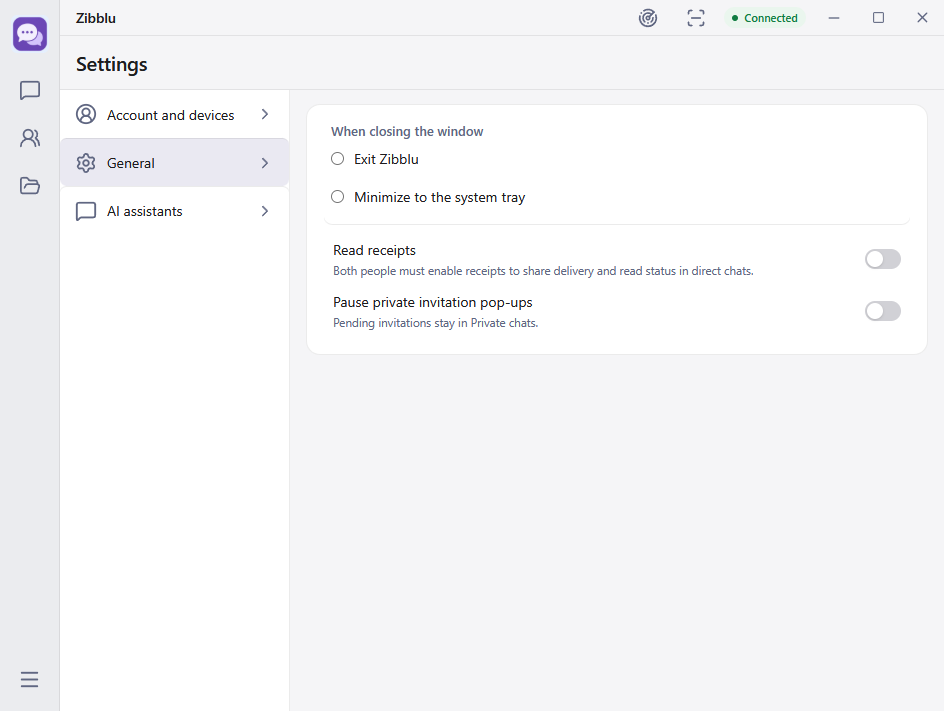 Zibblu
Connected
Settings
Account and devices
General
AI assistants
When closing the window
Exit Zibblu
Minimize to the system tray
Read receipts
Both people must enable receipts to share delivery and read status in direct chats.
Pause private invitation pop-ups
Pending invitations stay in Private chats.